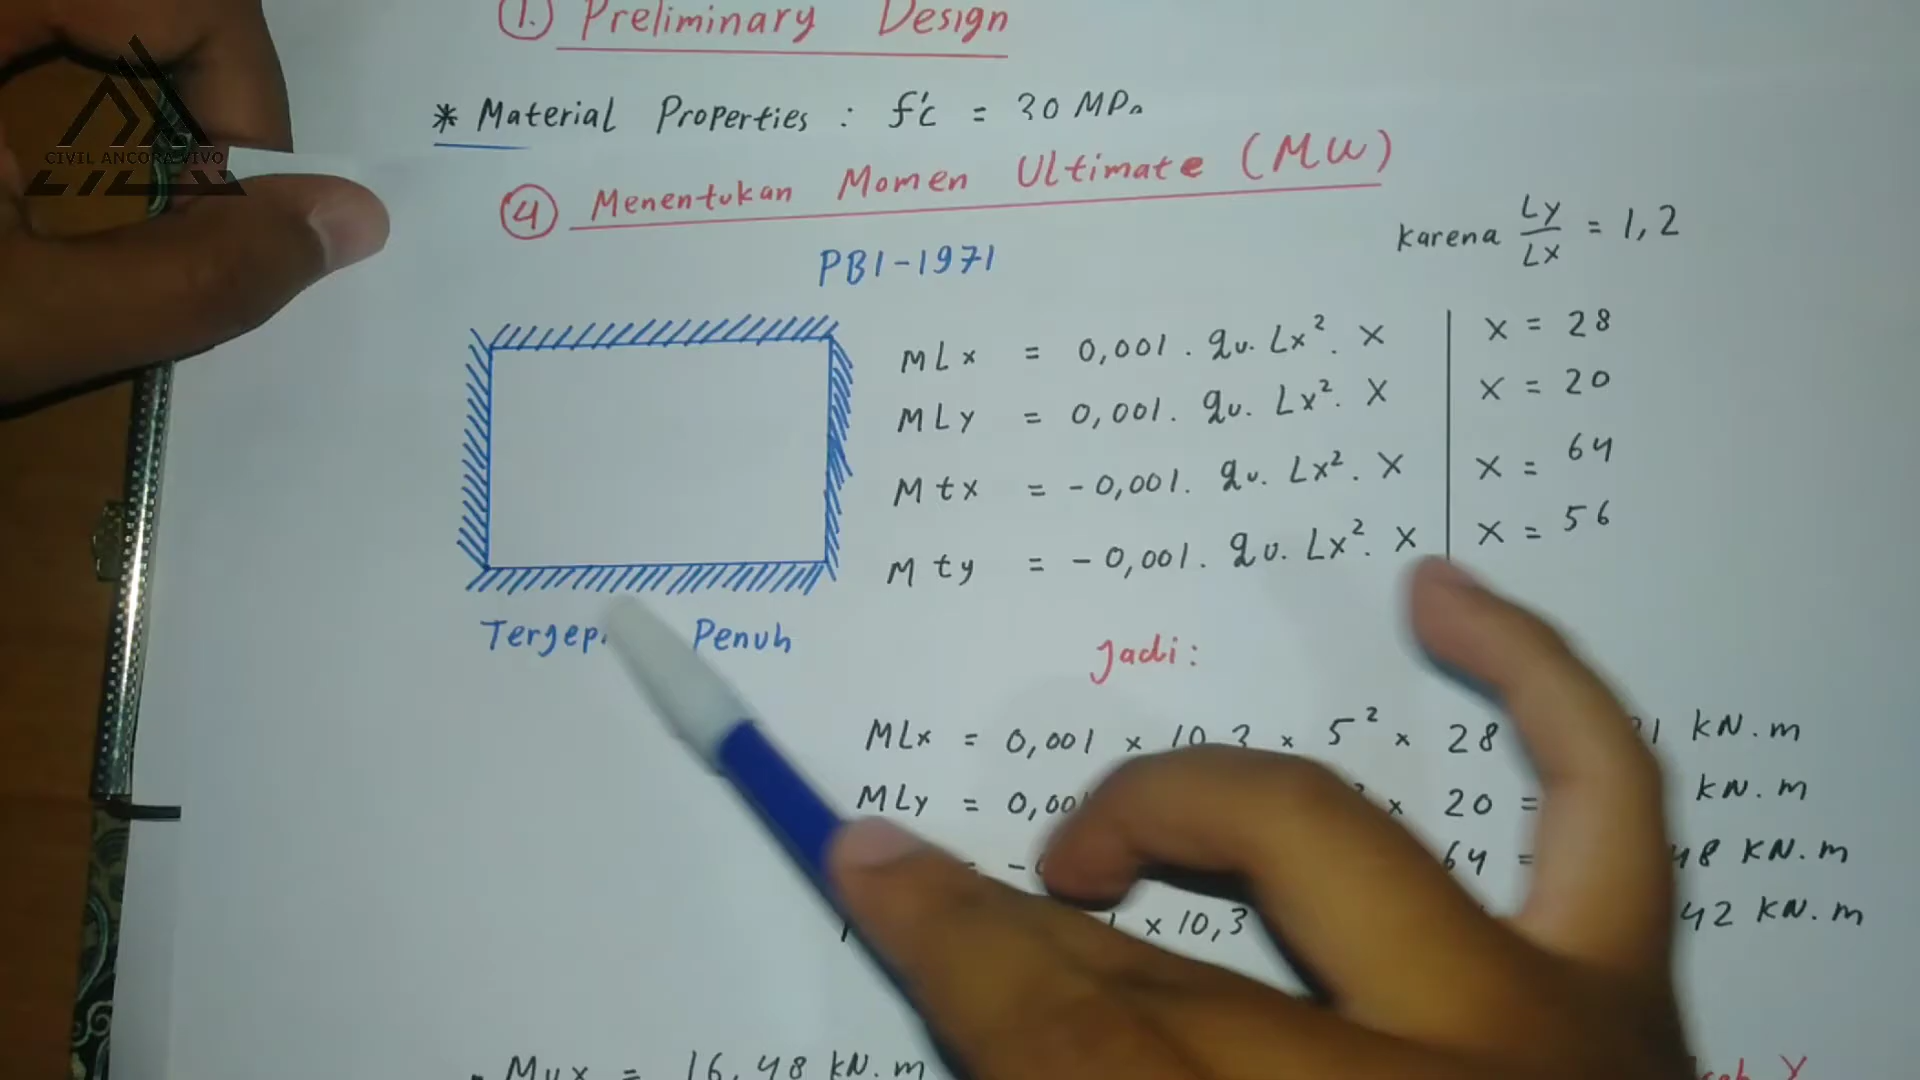 1. Preliminary Design
* Material Properties : f'c = 30 MPa
CIVIL ANCORA VIVO
4 Menentukan Momen Ultimate (MU)
PBI-1971
karena Ly/Lx = 1,2
MLx = 0,001 . qu. Lx². X | X = 28
MLy = 0,001. qu. Lx². X | X = 20
Mtx = - 0,001. qu. Lx². X | X = 64
Mty = - 0,001. qu. Lx². X | X = 56
Penuh
Jadi:
MLx = 0,001 x 10,3 x 5² x 28 kN.m
MLy = x 20 = kN.m
64 = 48 kN.m
x 10,3 42 kN.m
- Mux = 16,48 kN.m